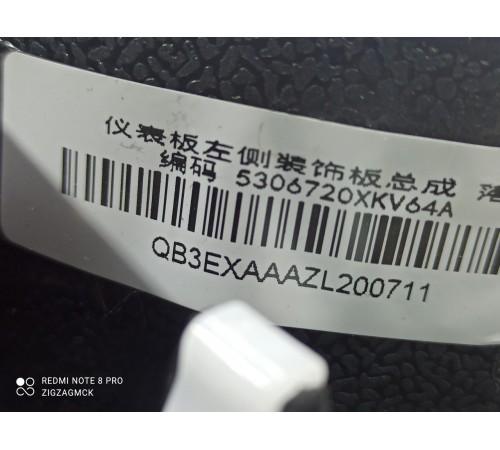 仪表板左侧装饰板总成 落
编码 5306720XKV64A
QB3EXAAAZL200711
REDMI NOTE 8 PRO
ZIGZAGMCK